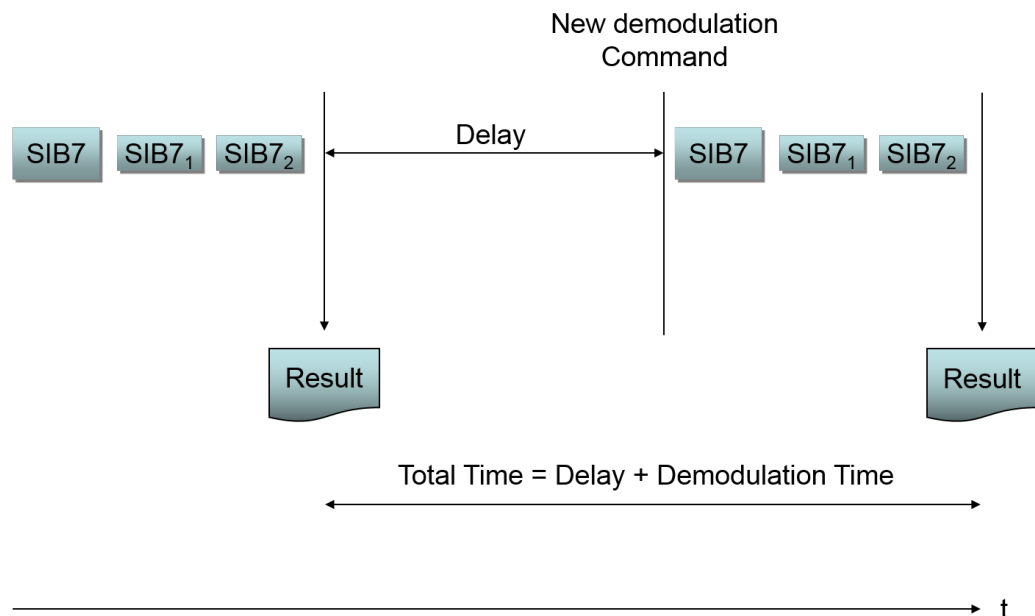 New demodulation
Command
Delay
SIB7 SIB7₁ SIB7₂ SIB7 SIB7₁ SIB7₂
Result Result
Total Time = Delay + Demodulation Time
t